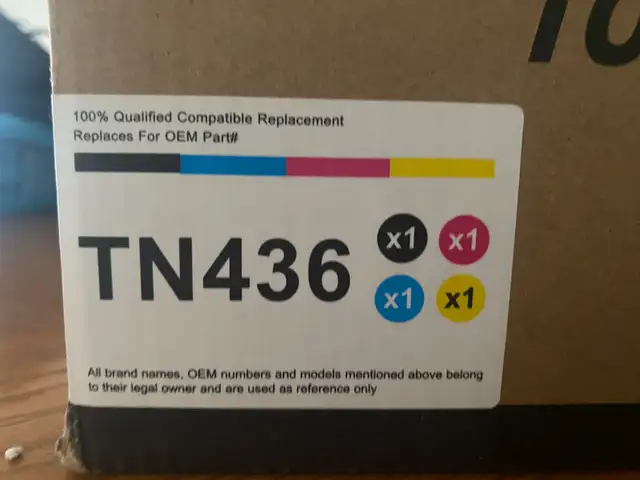 100% Qualified Compatible Replacement
Replaces For OEM Part#
TN436
x1 x1
x1 x1
All brand names, OEM numbers and models mentioned above belong
to their legal owner and are used as reference only